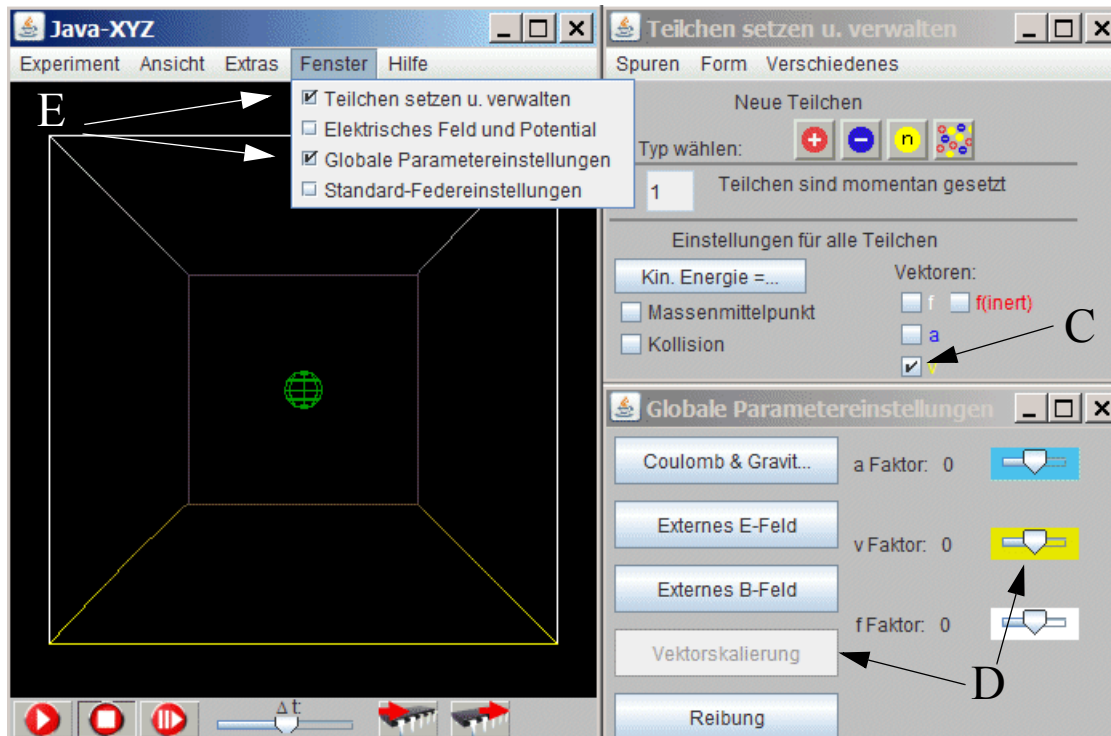 Java-XYZ
Experiment Ansicht Extras Fenster Hilfe
E
Teilchen setzen u. verwalten
Elektrisches Feld und Potential
Globale Parametereinstellungen
Standard-Federeinstellungen
Δt
Teilchen setzen u. verwalten
Spuren Form Verschiedenes
Neue Teilchen
Typ wählen: + − n
1 Teilchen sind momentan gesetzt
Einstellungen für alle Teilchen
Kin. Energie =...
Vektoren:
Massenmittelpunkt
f f(inert)
Kollision
a
C
v
Globale Parametereinstellungen
Coulomb & Gravit... a Faktor: 0
Externes E-Feld
v Faktor: 0
Externes B-Feld
f Faktor: 0
Vektorskalierung
D
Reibung